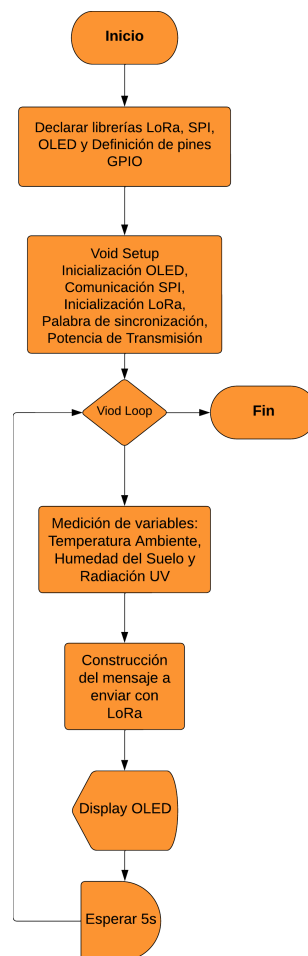 Inicio
Declarar librerías LoRa, SPI,
OLED y Definición de pines
GPIO
Void Setup
Inicialización OLED,
Comunicación SPI,
Inicialización LoRa,
Palabra de sincronización,
Potencia de Transmisión
Viod Loop
Fin
Medición de variables:
Temperatura Ambiente,
Humedad del Suelo y
Radiación UV
Construcción
del mensaje a
enviar con
LoRa
Display OLED
Esperar 5s